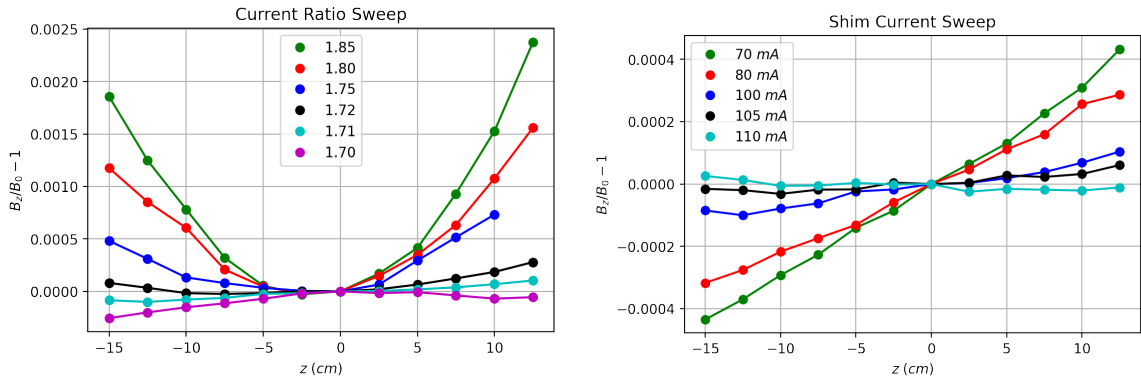 Current Ratio Sweep
B_z/B_0 − 1
0.0025
0.0020
0.0015
0.0010
0.0005
0.0000
1.85
1.80
1.75
1.72
1.71
1.70
−15 −10 −5 0 5 10
z (cm)
Shim Current Sweep
B_z/B_0 − 1
0.0004
0.0002
0.0000
−0.0002
−0.0004
70 mA
80 mA
100 mA
105 mA
110 mA
−15 −10 −5 0 5 10
z (cm)